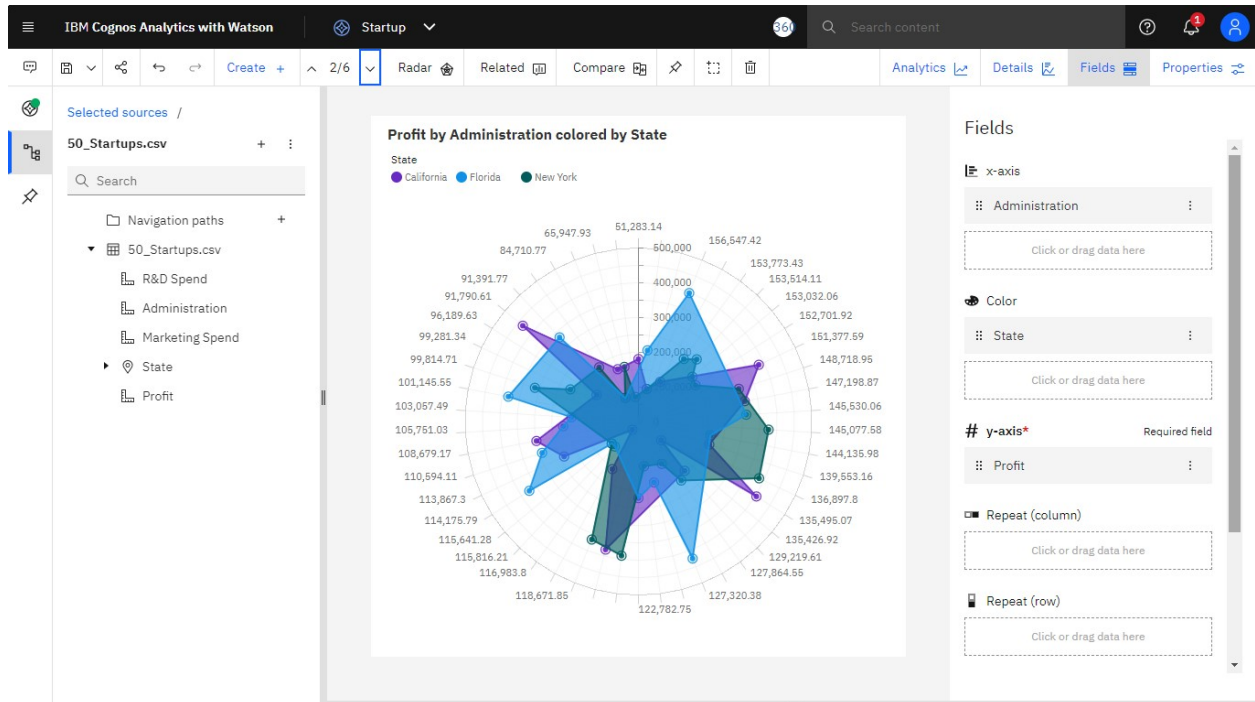 IBM Cognos Analytics with Watson
Startup
360
Search content
1
Create +
2/6
Radar
Related
Compare
Analytics
Details
Fields
Properties
Selected sources /
50_Startups.csv
Search
Navigation paths
50_Startups.csv
R&D Spend
Administration
Marketing Spend
State
Profit
Profit by Administration colored by State
State
California Florida New York
51,283.14
65,947.93
84,710.77
91,391.77
91,790.61
96,189.63
99,281.34
99,814.71
101,145.55
103,057.49
105,751.03
108,679.17
110,594.11
113,867.3
114,175.79
115,641.28
115,816.21
116,983.8
118,671.85
122,782.75
127,320.38
127,864.55
129,219.61
135,426.92
135,495.07
136,897.8
139,553.16
144,135.98
145,077.58
145,530.06
147,198.87
148,718.95
151,377.59
152,701.92
153,032.06
153,514.11
153,773.43
156,547.42
500,000
400,000
300,000
200,000
Fields
x-axis
Administration
Click or drag data here
Color
State
Click or drag data here
# y-axis*
Required field
Profit
Repeat (column)
Click or drag data here
Repeat (row)
Click or drag data here